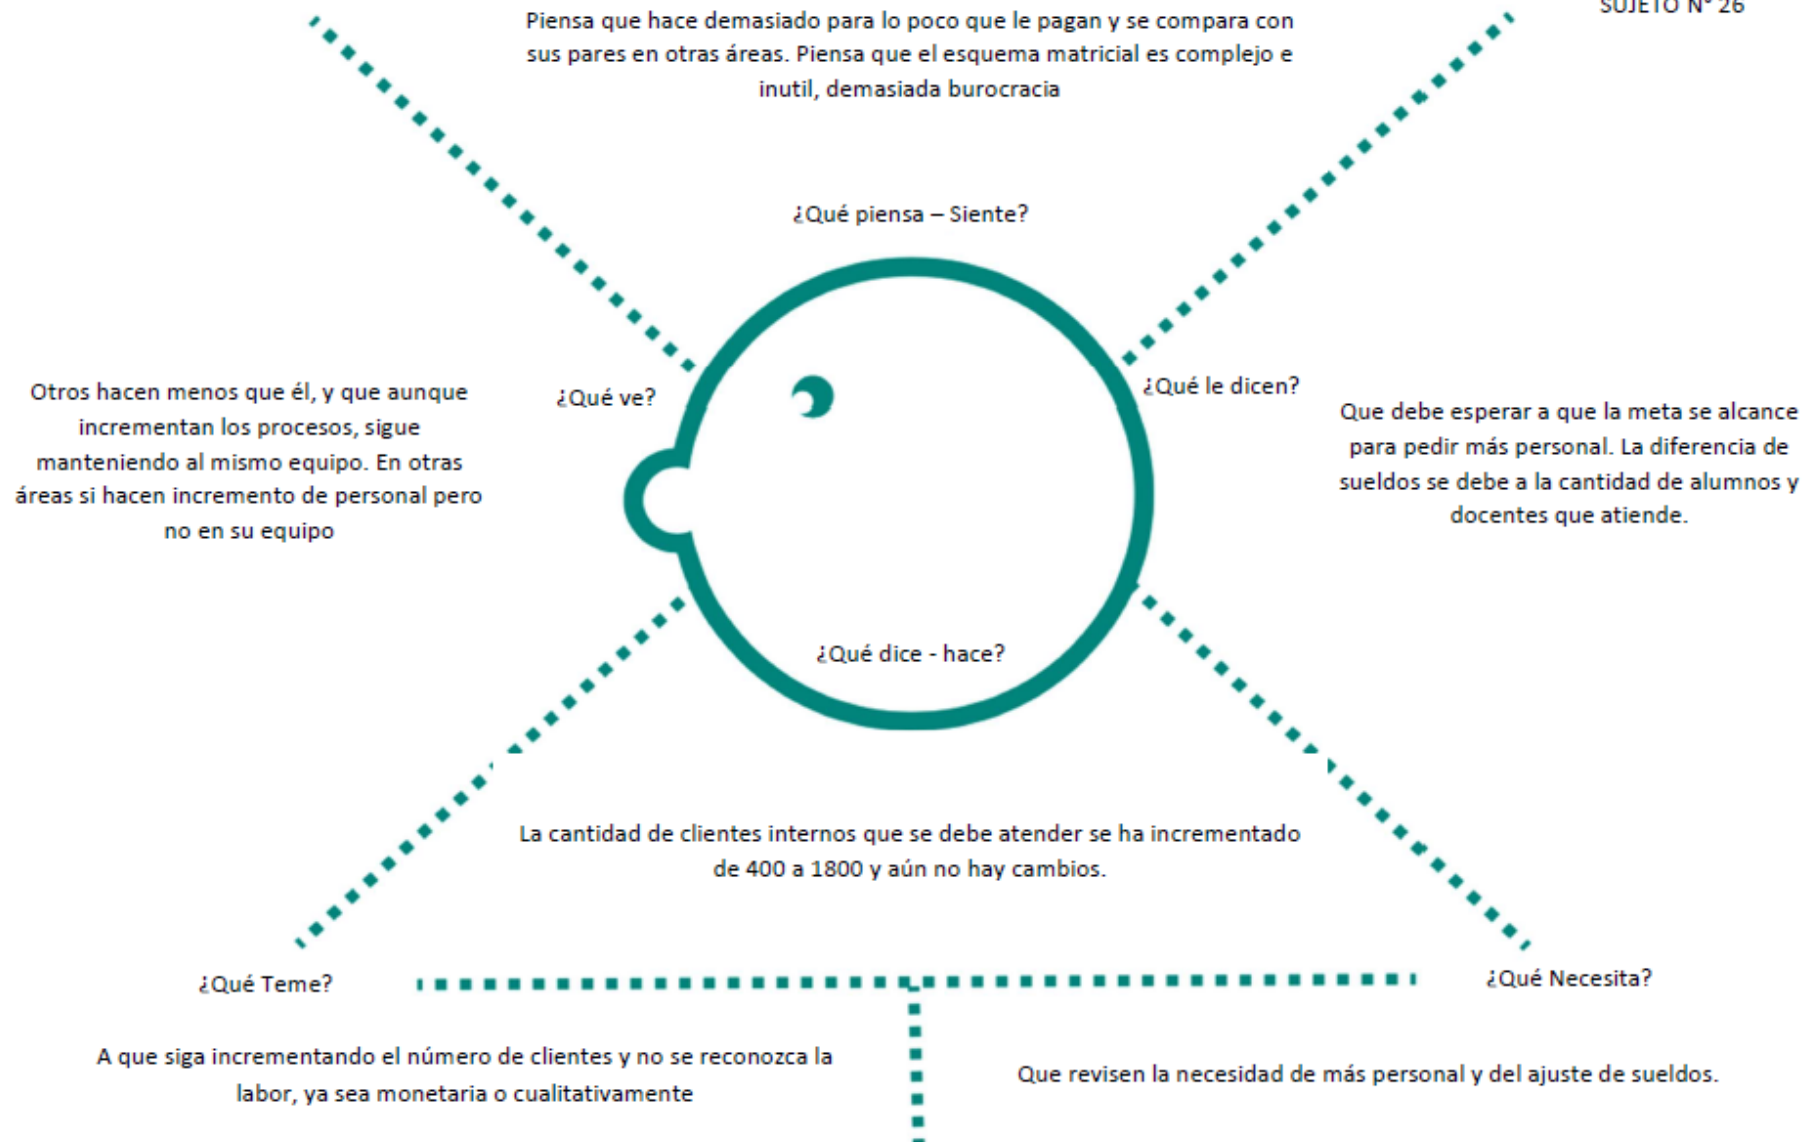 SUJETO N° 26
Piensa que hace demasiado para lo poco que le pagan y se compara con
sus pares en otras áreas. Piensa que el esquema matricial es complejo e
inutil, demasiada burocracia
¿Qué piensa – Siente?
¿Qué ve?
Otros hacen menos que él, y que aunque
incrementan los procesos, sigue
manteniendo al mismo equipo. En otras
áreas si hacen incremento de personal pero
no en su equipo
¿Qué le dicen?
Que debe esperar a que la meta se alcance
para pedir más personal. La diferencia de
sueldos se debe a la cantidad de alumnos y
docentes que atiende.
¿Qué dice - hace?
La cantidad de clientes internos que se debe atender se ha incrementado
de 400 a 1800 y aún no hay cambios.
¿Qué Teme?
A que siga incrementando el número de clientes y no se reconozca la
labor, ya sea monetaria o cualitativamente
¿Qué Necesita?
Que revisen la necesidad de más personal y del ajuste de sueldos.